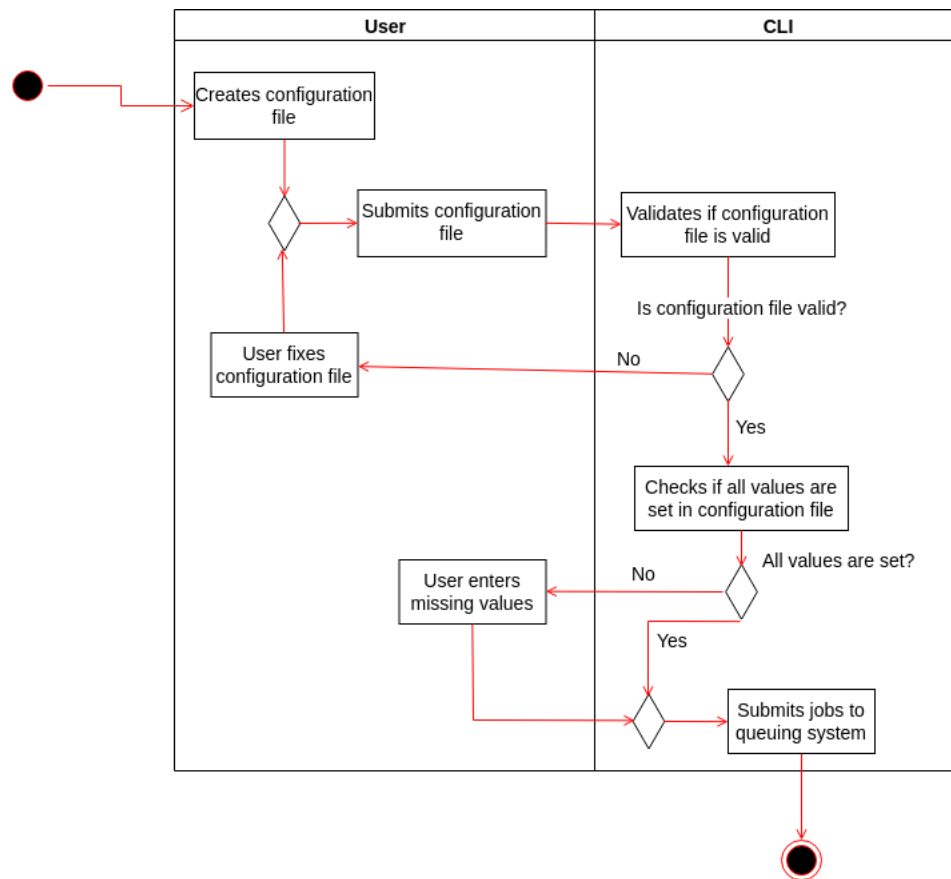 User
CLI
Creates configuration
file
Submits configuration
file
Validates if configuration
file is valid
Is configuration file valid?
User fixes
configuration file
No
Yes
Checks if all values are
set in configuration file
All values are set?
User enters
missing values
No
Yes
Submits jobs to
queuing system